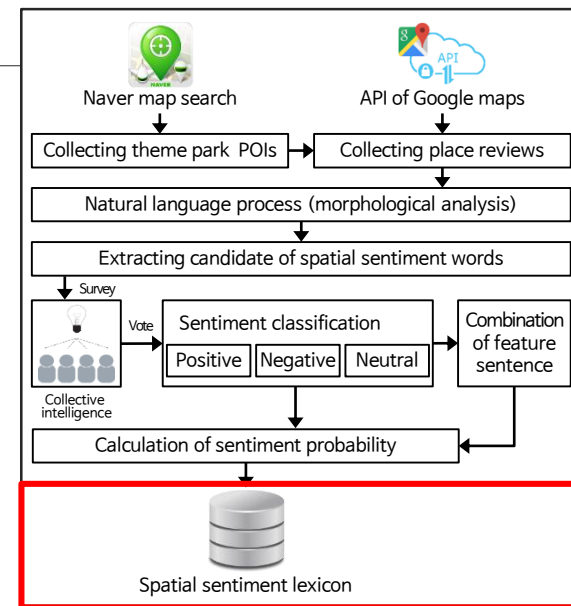 NAVER
8
API
Naver map search
API of Google maps
Collecting theme park POIs
Collecting place reviews
Natural language process (morphological analysis)
Extracting candidate of spatial sentiment words
Survey
Vote
Sentiment classification
Positive
Negative
Neutral
Combination
of feature
sentence
Collective
intelligence
Calculation of sentiment probability
Spatial sentiment lexicon